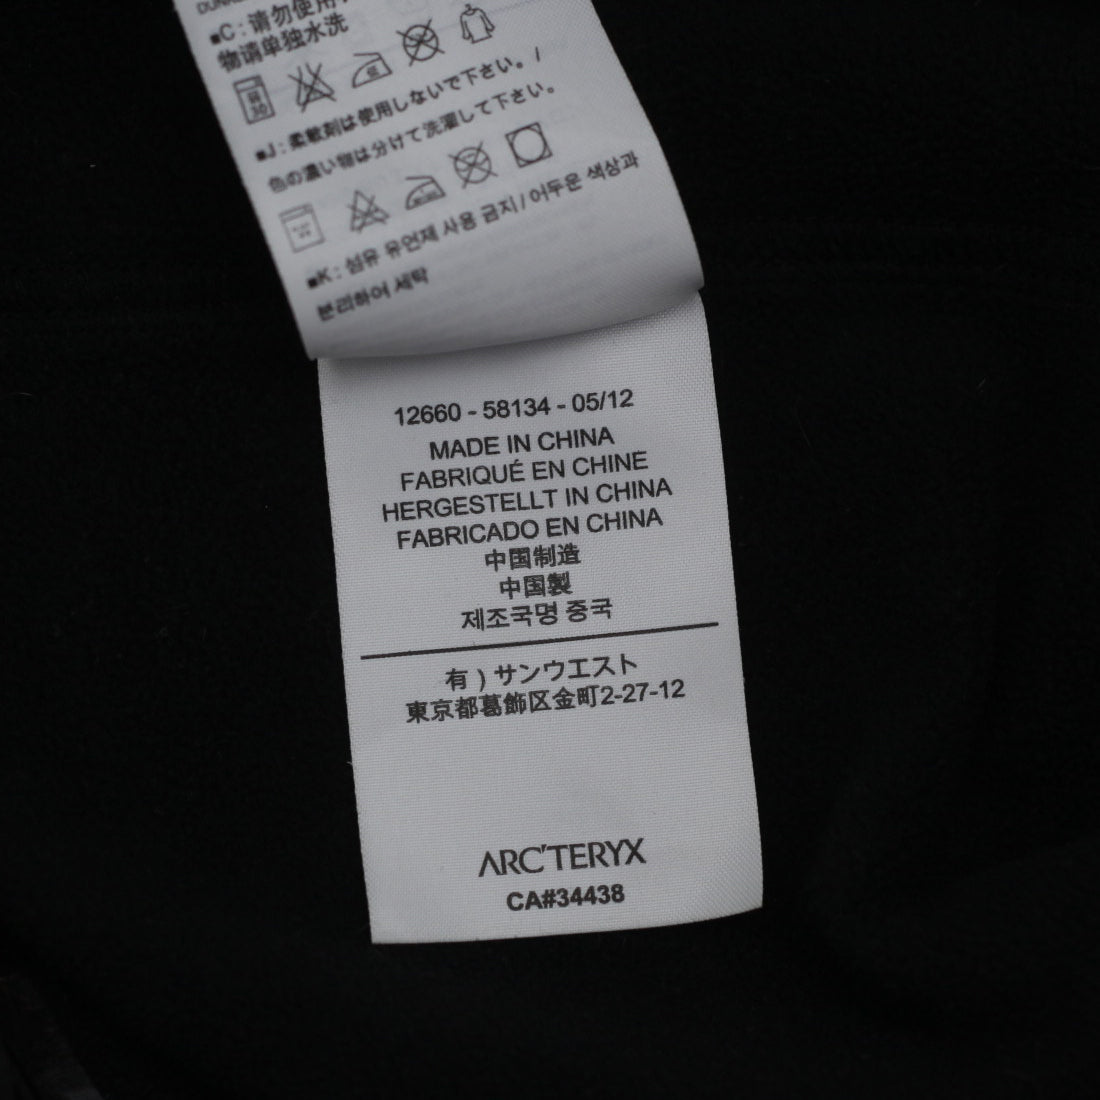 ■C : 请勿使用
物请单独水洗
弱
30
■J : 柔軟剤は使用しないで下さい。/
色の濃い物は分けて洗濯して下さい。
■K : 섬유 유연제 사용 금지 / 어두운 색상과
분리하여 세탁
12660 - 58134 - 05/12
MADE IN CHINA
FABRIQUÉ EN CHINE
HERGESTELLT IN CHINA
FABRICADO EN CHINA
中国制造
中国製
제조국명 중국
有 ) サンウエスト
東京都葛飾区金町2-27-12
ARC'TERYX
CA#34438